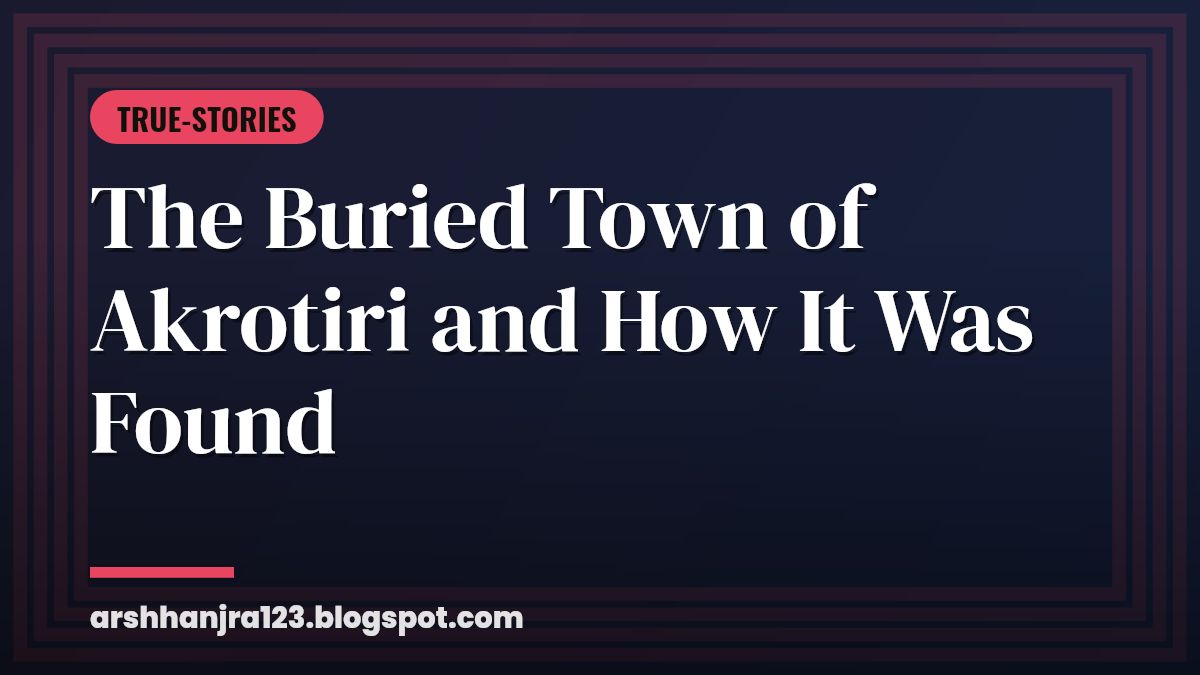 TRUE-STORIES
The Buried Town of
Akrotiri and How It Was
Found
arshhanjra123.blogspot.com